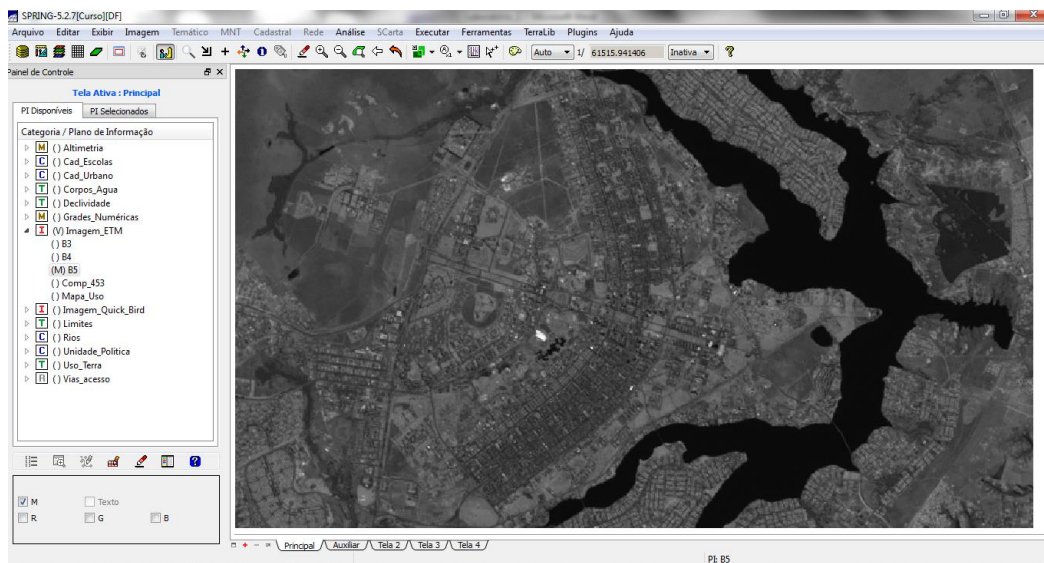 SPRING-5.2.7[Curso][DF]
Arquivo Editar Exibir Imagem Temático MNT Cadastral Rede Análise SCarta Executar Ferramentas TerraLib Plugins Ajuda
Auto 1/ 61515.941406 Inativa
Painel de Controle
Tela Ativa : Principal
PI Disponíveis PI Selecionados
Categoria / Plano de Informação
M () Altimetria
C () Cad_Escolas
C () Cad_Urbano
T () Corpos_Agua
T () Declividade
M () Grades_Numéricas
I (V) Imagem_ETM
() B3
() B4
(M) B5
() Comp_453
() Mapa_Uso
I () Imagem_Quick_Bird
T () Limites
C () Rios
C () Unidade_Politica
T () Uso_Terra
R () Vias_acesso
M Texto
R G B
Principal Auxiliar Tela 2 Tela 3 Tela 4
PI: B5